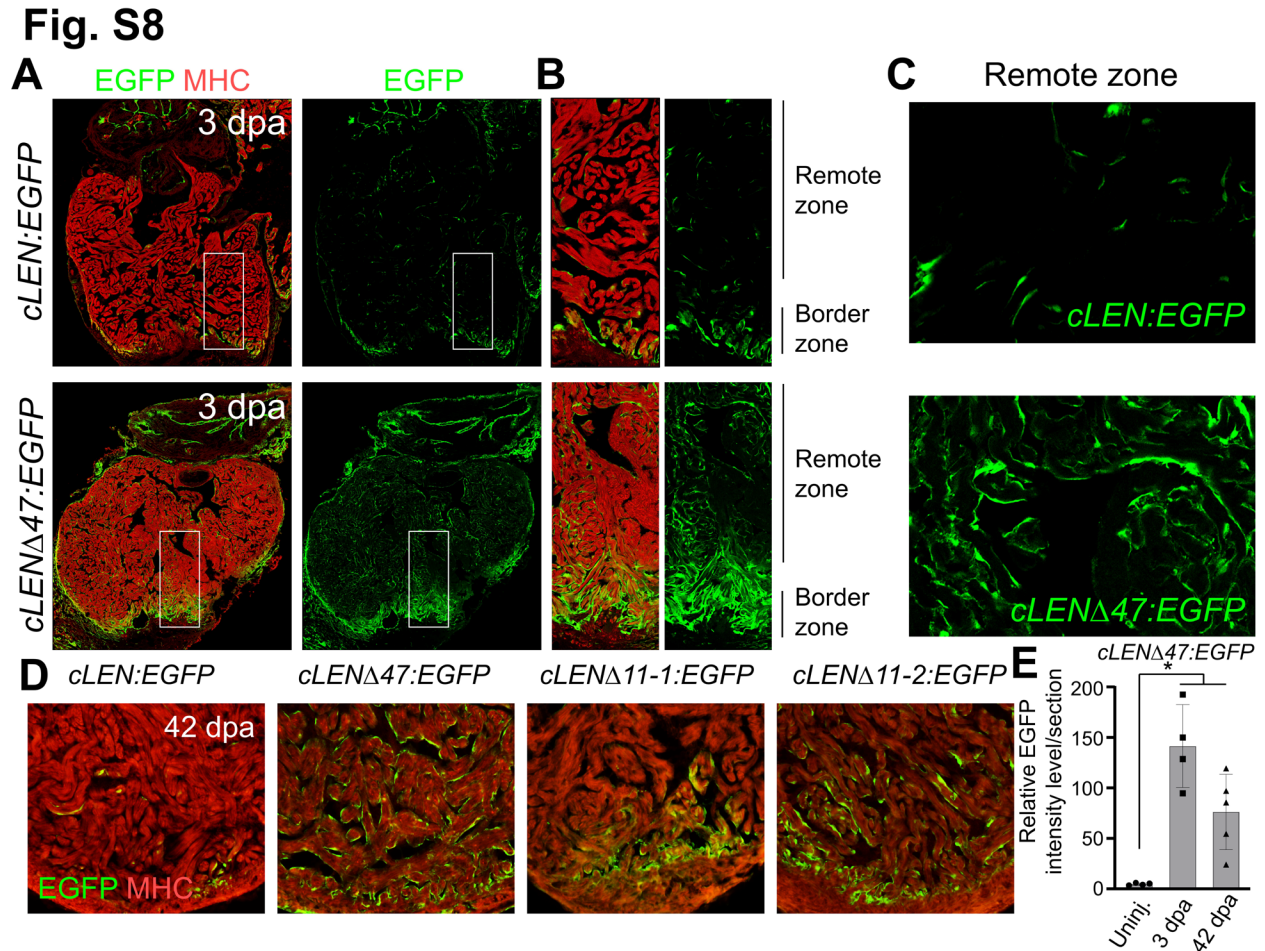 Fig. S8
A
EGFP MHC
EGFP
B
C
Remote zone
cLEN:EGFP
3 dpa
Remote
zone
Border
zone
cLEN:EGFP
cLENΔ47:EGFP
3 dpa
Remote
zone
Border
zone
cLENΔ47:EGFP
D
cLEN:EGFP
cLENΔ47:EGFP
cLENΔ11-1:EGFP
cLENΔ11-2:EGFP
42 dpa
EGFP MHC
E
cLENΔ47:EGFP
*
Relative EGFP
intensity level/section
200
150
100
50
0
Uninj.
3 dpa
42 dpa